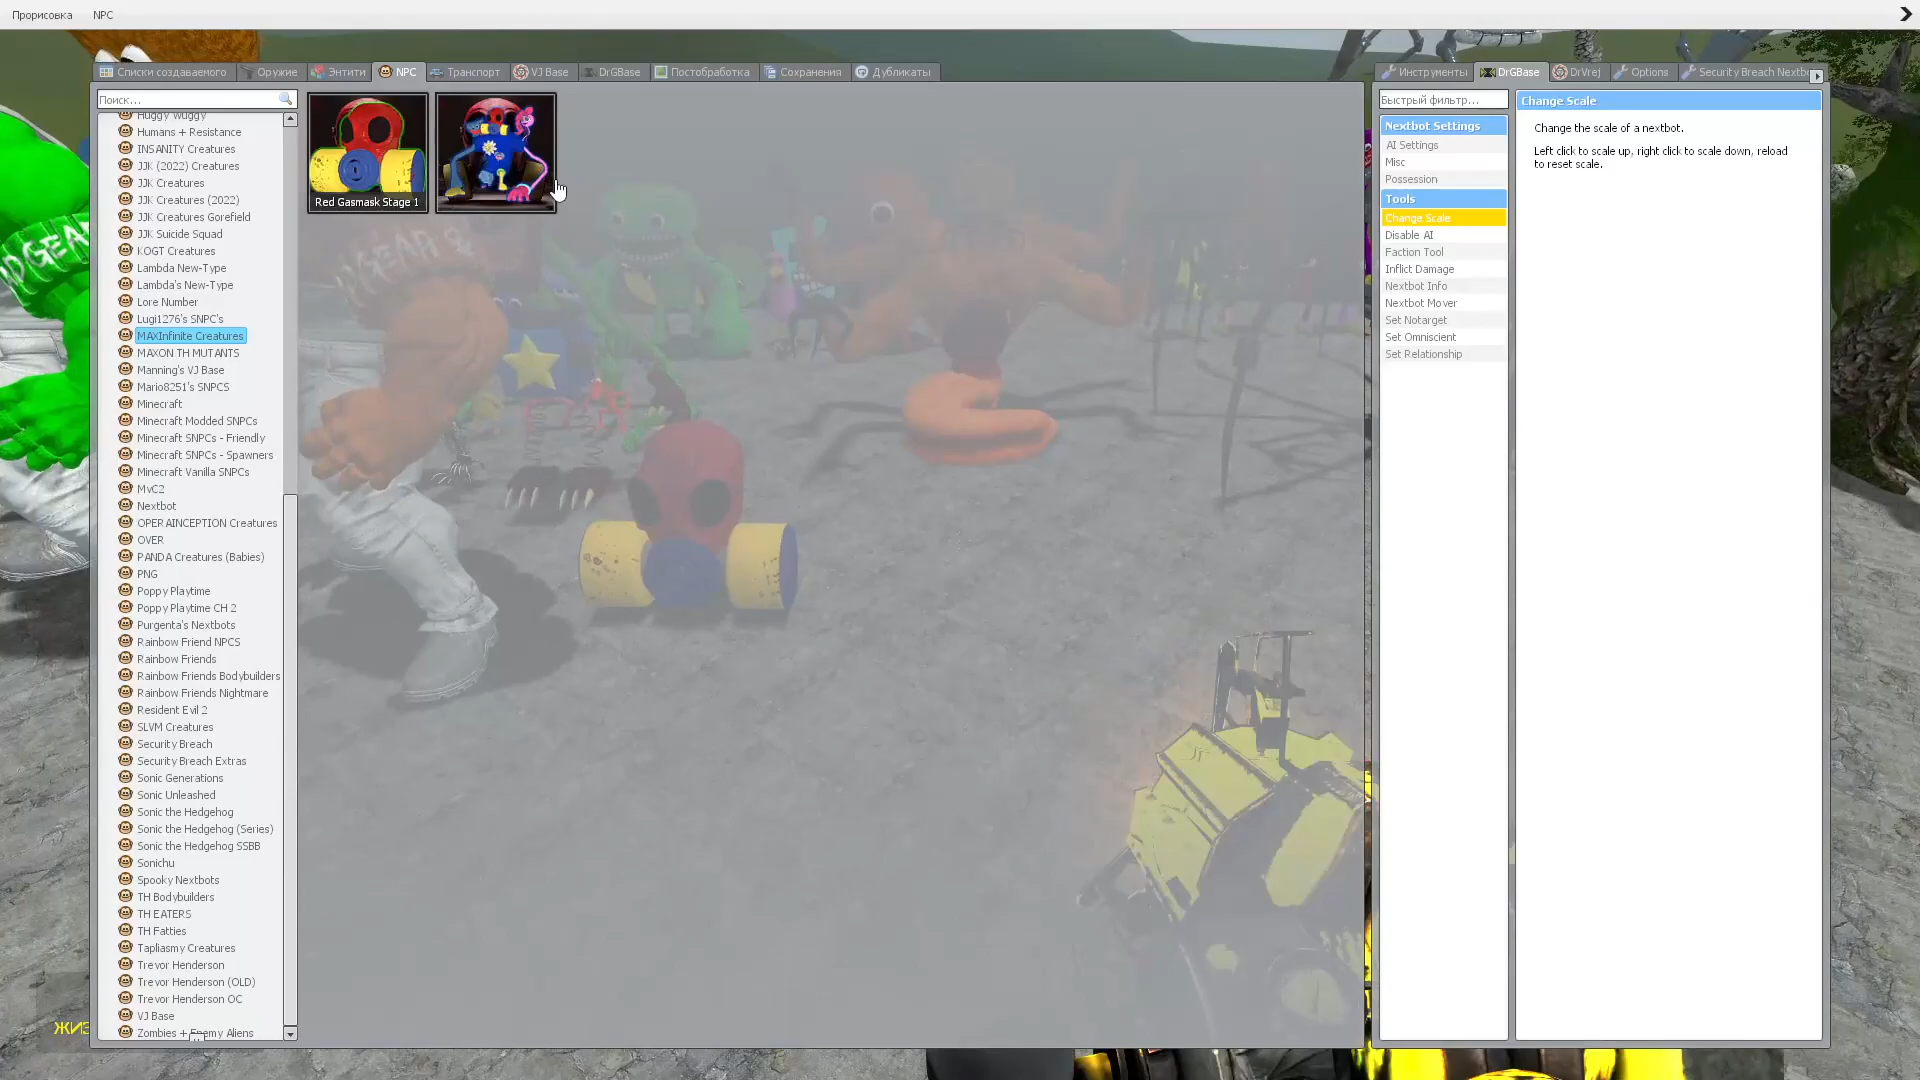 Прорисовка
NPC
Списки создаваемого
Оружие
Энтити
NPC
Транспорт
VJ Base
DrGBase
Постобработка
Сохранения
Дубликаты
Поиск...
Huggy Wuggy
Humans + Resistance
INSANITY Creatures
JJK (2022) Creatures
JJK Creatures
JJK Creatures (2022)
JJK Creatures Gorefield
JJK Suicide Squad
KOGT Creatures
Lambda New-Type
Lambda's New-Type
Lore Number
Lugi1276's SNPC's
MAXInfinite Creatures
MAXON TH MUTANTS
Manning's VJ Base
Mario8251's SNPCS
Minecraft
Minecraft Modded SNPCs
Minecraft SNPCs - Friendly
Minecraft SNPCs - Spawners
Minecraft Vanilla SNPCs
MvC2
Nextbot
OPERAINCEPTION Creatures
OVER
PANDA Creatures (Babies)
PNG
Poppy Playtime
Poppy Playtime CH 2
Purgenta's Nextbots
Rainbow Friend NPCS
Rainbow Friends
Rainbow Friends Bodybuilders
Rainbow Friends Nightmare
Resident Evil 2
SLVM Creatures
Security Breach
Security Breach Extras
Sonic Generations
Sonic Unleashed
Sonic the Hedgehog
Sonic the Hedgehog (Series)
Sonic the Hedgehog SSBB
Sonichu
Spooky Nextbots
TH Bodybuilders
TH EATERS
TH Fatties
Tapliasmy Creatures
Trevor Henderson
Trevor Henderson (OLD)
Trevor Henderson OC
VJ Base
Zombies + Enemy Aliens
Red Gasmask Stage 1
Инструменты
DrGBase
DrVrej
Options
Security Breach Nextb
Быстрый фильтр...
Nextbot Settings
AI Settings
Misc
Possession
Tools
Change Scale
Disable AI
Faction Tool
Inflict Damage
Nextbot Info
Nextbot Mover
Set Notarget
Set Omniscient
Set Relationship
Change Scale
Change the scale of a nextbot.
Left click to scale up, right click to scale down, reload
to reset scale.